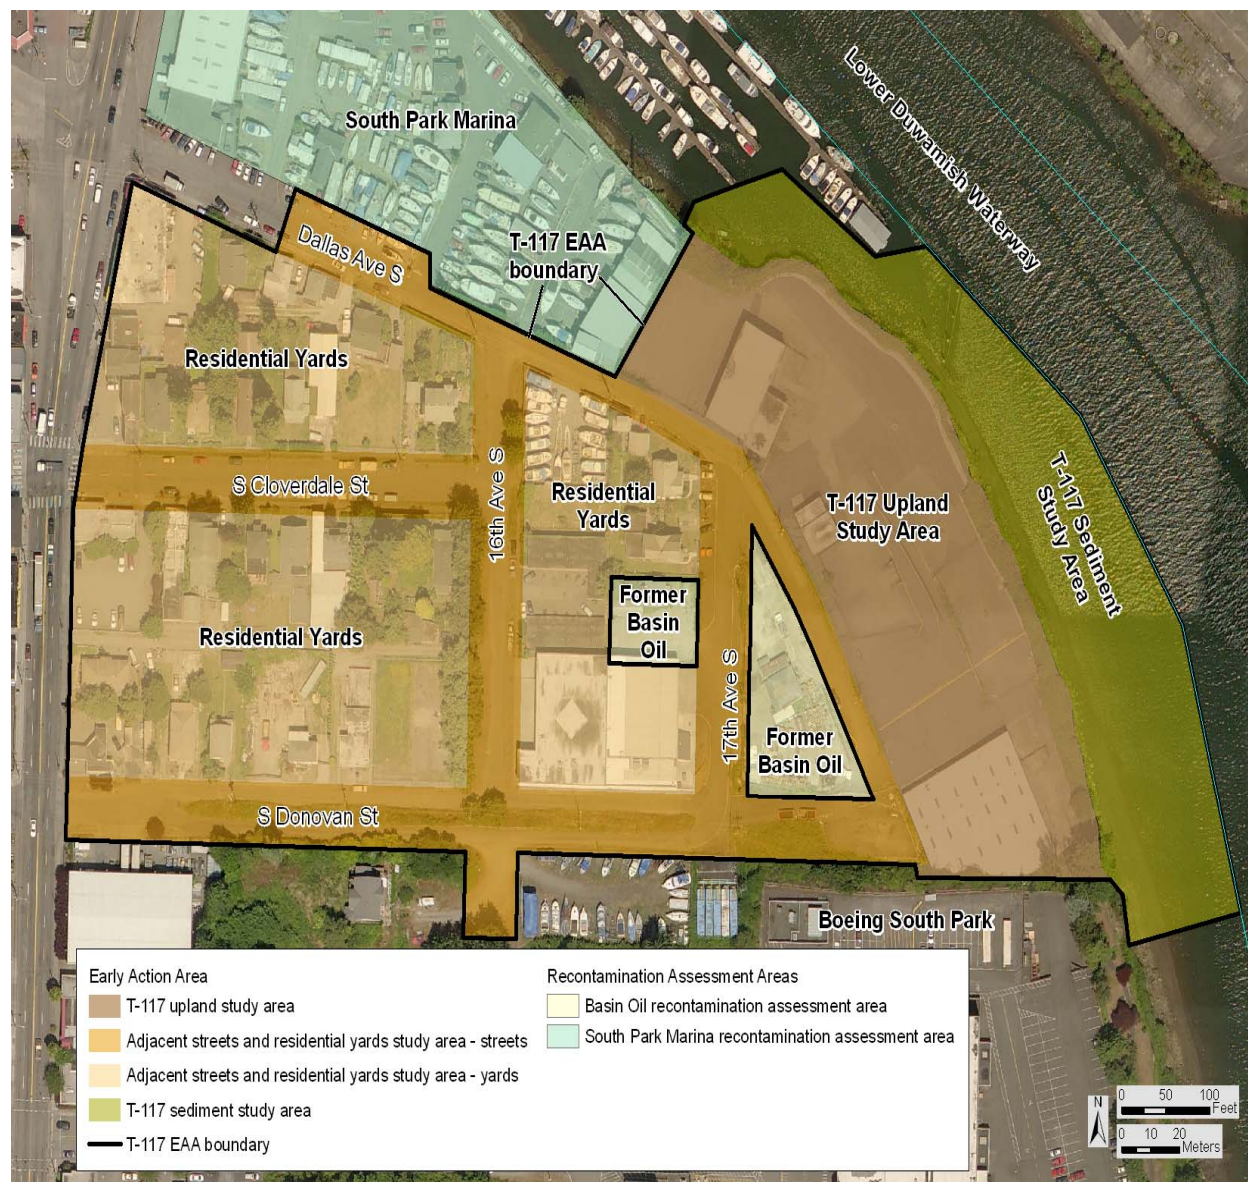 Lower Duwamish Waterway
South Park Marina
T-117 EAA
boundary
Dallas Ave S
Residential Yards
S Cloverdale St
16th Ave S
Residential
Yards
T-117 Upland
Study Area
T-117 Sediment
Study Area
Former
Basin
Oil
Residential Yards
17th Ave S
Former
Basin Oil
S Donovan St
Boeing South Park
Early Action Area
T-117 upland study area
Adjacent streets and residential yards study area - streets
Adjacent streets and residential yards study area - yards
T-117 sediment study area
T-117 EAA boundary
Recontamination Assessment Areas
Basin Oil recontamination assessment area
South Park Marina recontamination assessment area
N
0 50 100
Feet
0 10 20
Meters